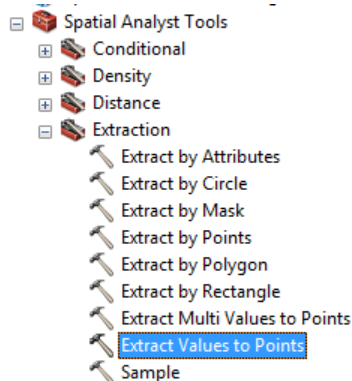 Spatial Analyst Tools
Conditional
Density
Distance
Extraction
Extract by Attributes
Extract by Circle
Extract by Mask
Extract by Points
Extract by Polygon
Extract by Rectangle
Extract Multi Values to Points
Extract Values to Points
Sample